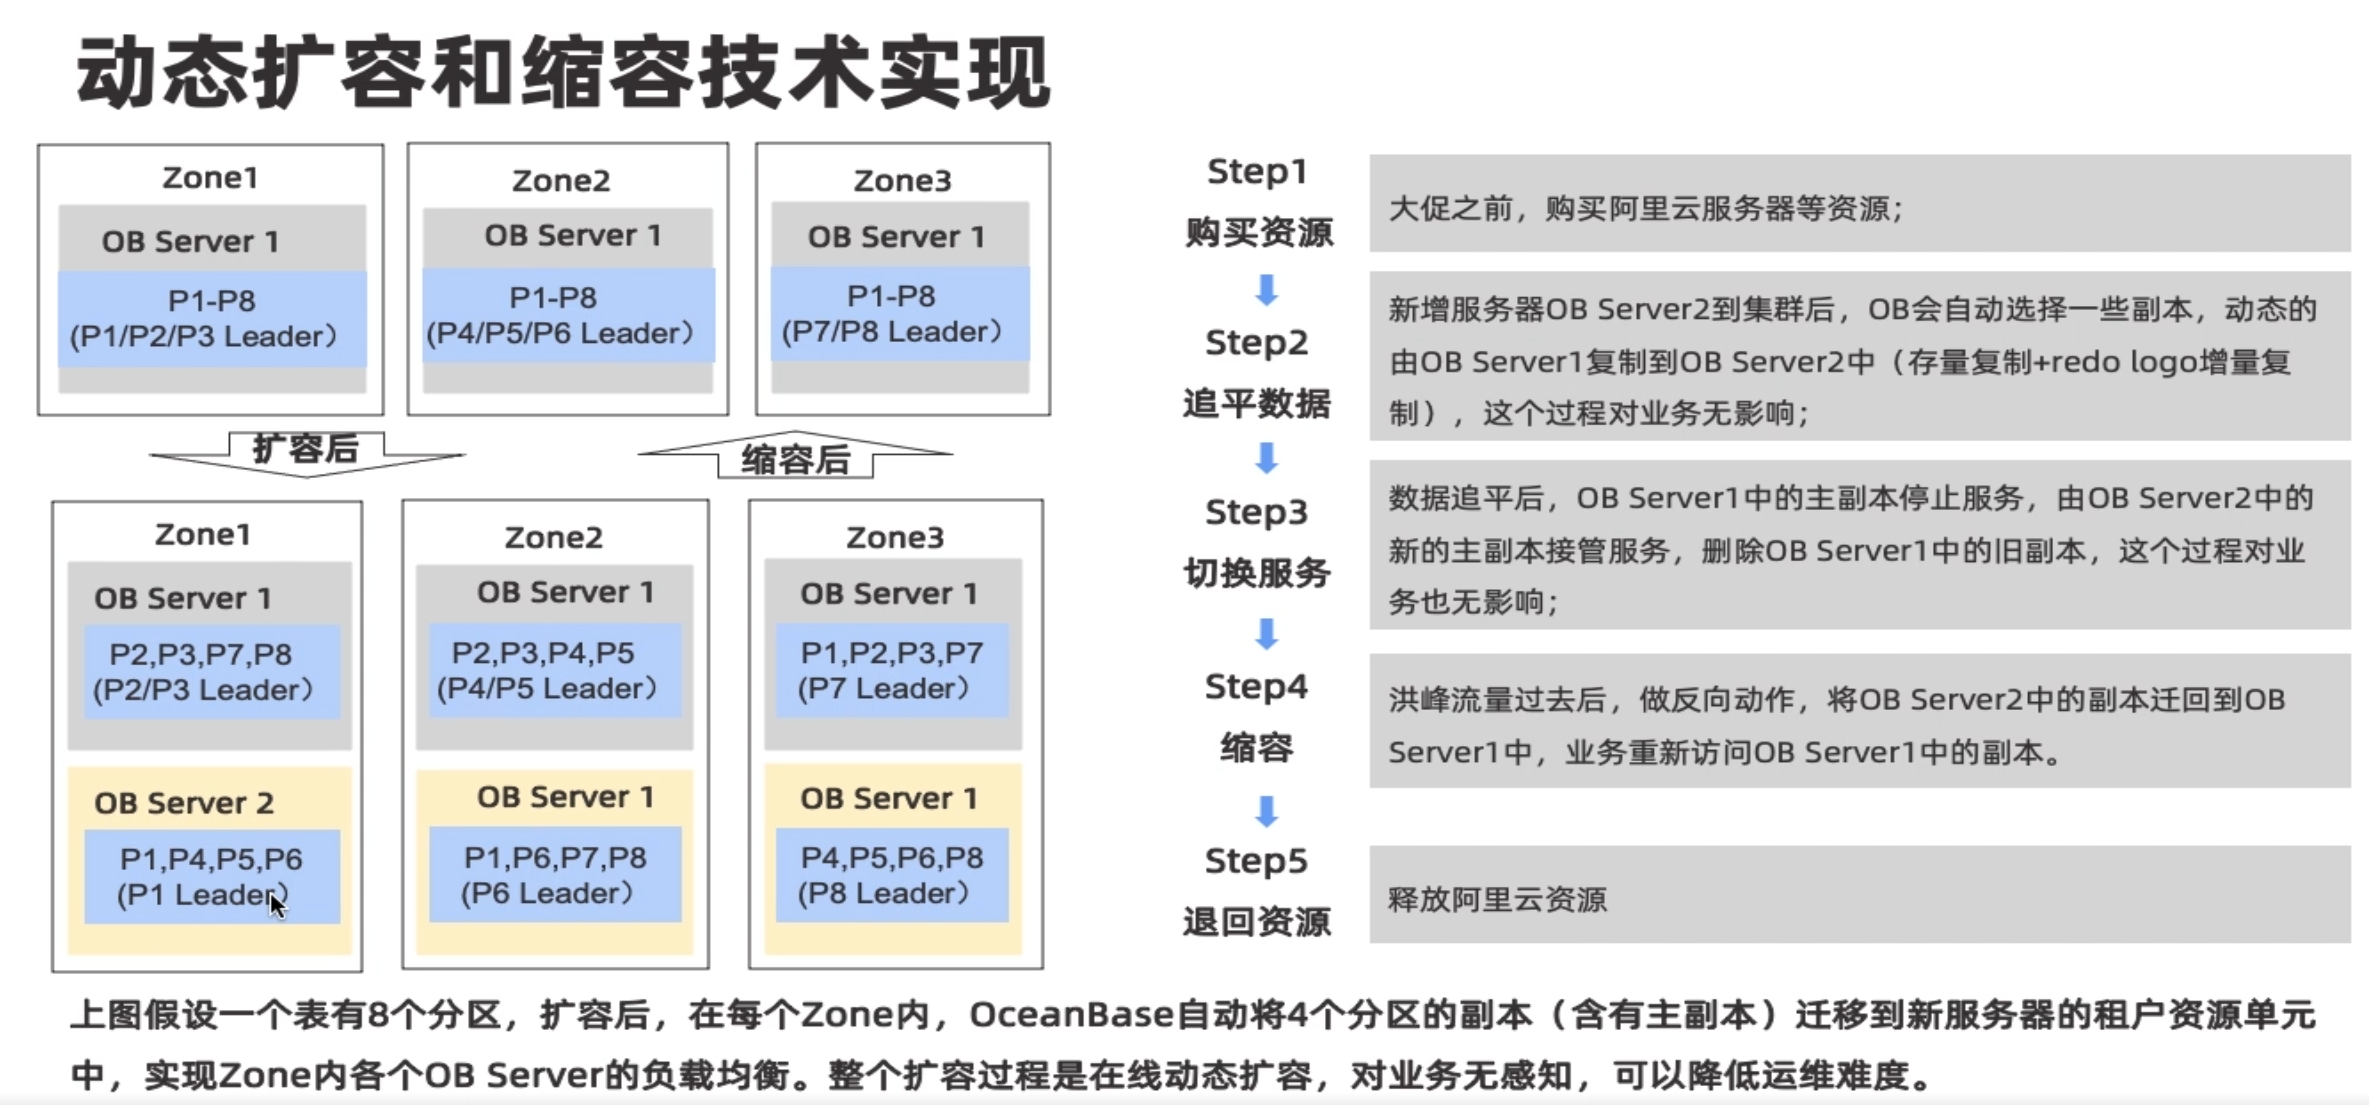 动态扩容和缩容技术实现
Zone1
OB Server 1
P1-P8
(P1/P2/P3 Leader）
Zone2
OB Server 1
P1-P8
(P4/P5/P6 Leader）
Zone3
OB Server 1
P1-P8
(P7/P8 Leader）
扩容后
缩容后
Zone1
OB Server 1
P2,P3,P7,P8
(P2/P3 Leader）
OB Server 2
P1,P4,P5,P6
(P1 Leader）
Zone2
OB Server 1
P2,P3,P4,P5
(P4/P5 Leader）
OB Server 1
P1,P6,P7,P8
(P6 Leader）
Zone3
OB Server 1
P1,P2,P3,P7
(P7 Leader）
OB Server 1
P4,P5,P6,P8
(P8 Leader）
Step1
购买资源
大促之前，购买阿里云服务器等资源；
Step2
追平数据
新增服务器OB Server2到集群后，OB会自动选择一些副本，动态的
由OB Server1复制到OB Server2中（存量复制+redo logo增量复
制），这个过程对业务无影响；
Step3
切换服务
数据追平后，OB Server1中的主副本停止服务，由OB Server2中的
新的主副本接管服务，删除OB Server1中的旧副本，这个过程对业
务也无影响；
Step4
缩容
洪峰流量过去后，做反向动作，将OB Server2中的副本迁回到OB
Server1中，业务重新访问OB Server1中的副本。
Step5
退回资源
释放阿里云资源
上图假设一个表有8个分区，扩容后，在每个Zone内，OceanBase自动将4个分区的副本（含有主副本）迁移到新服务器的租户资源单元
中，实现Zone内各个OB Server的负载均衡。整个扩容过程是在线动态扩容，对业务无感知，可以降低运维难度。